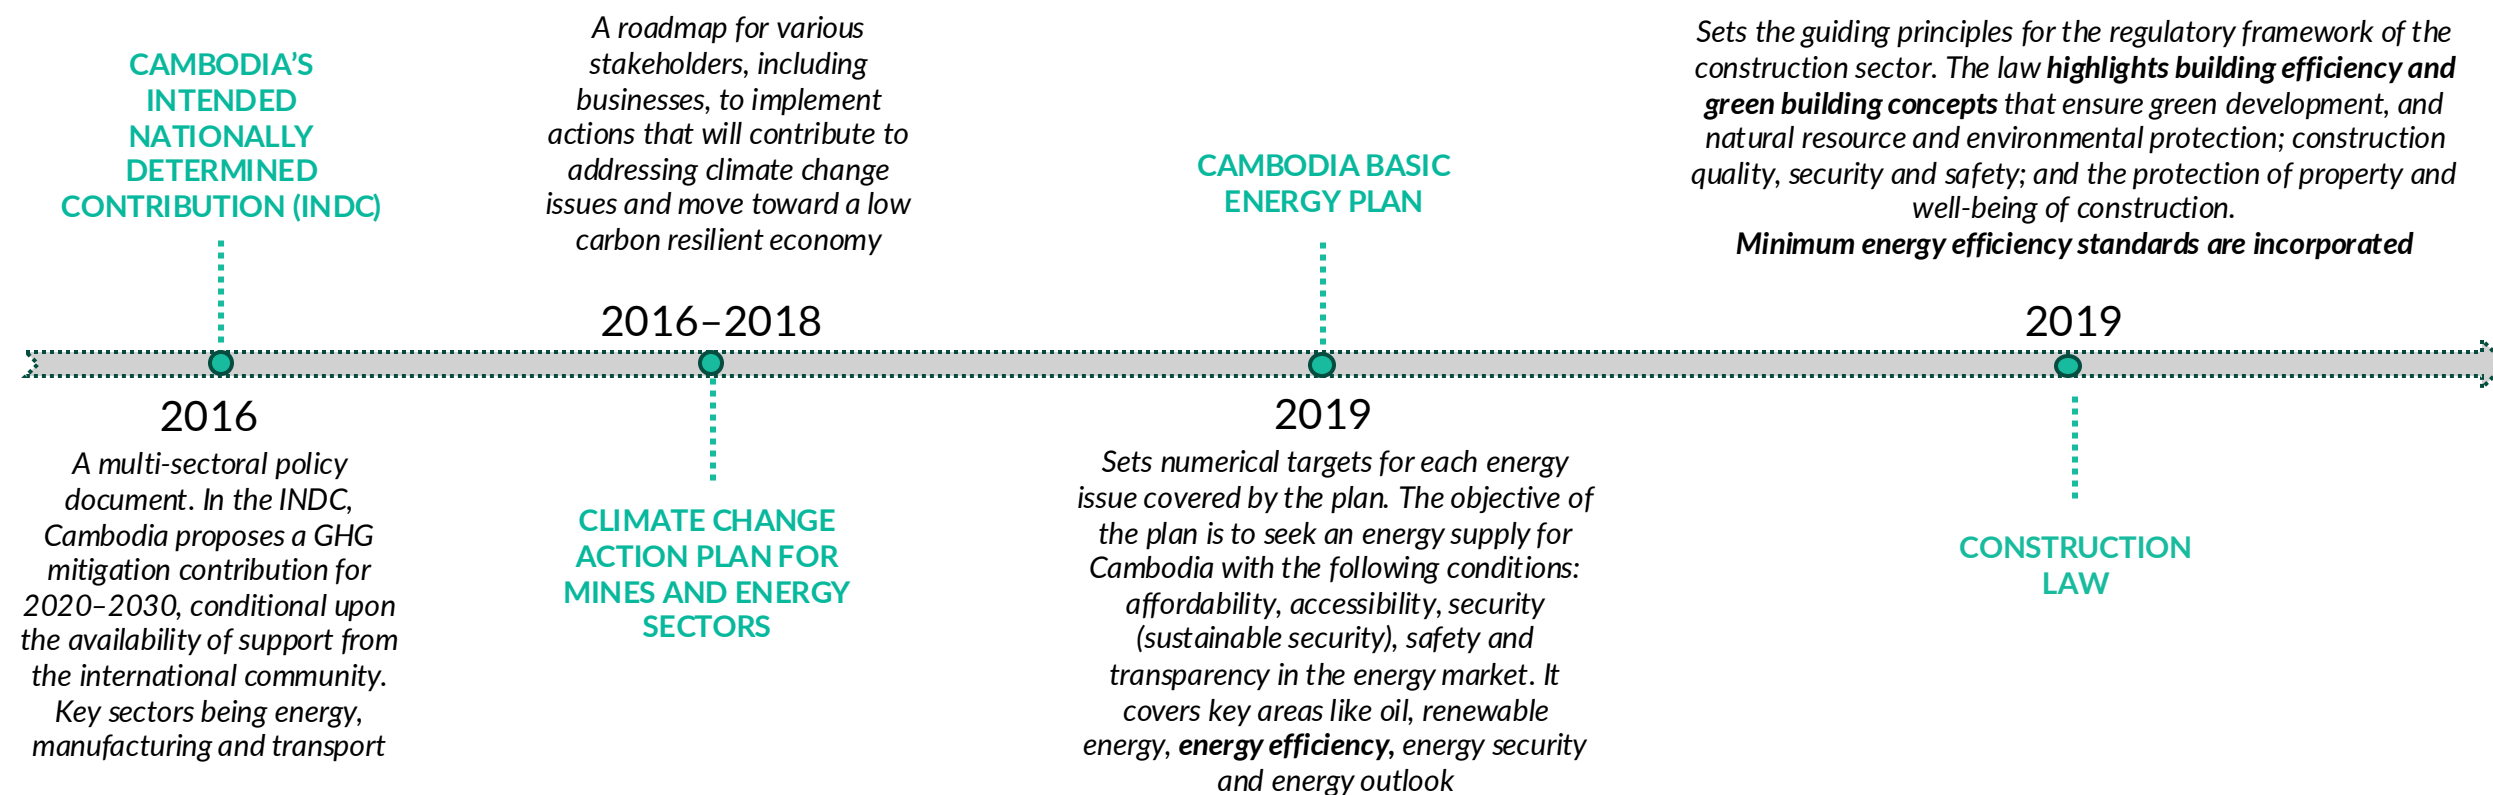 CAMBODIA'S
INTENDED
NATIONALLY
DETERMINED
CONTRIBUTION (INDC)
2016
A multi-sectoral policy
document. In the INDC,
Cambodia proposes a GHG
mitigation contribution for
2020–2030, conditional upon
the availability of support from
the international community.
Key sectors being energy,
manufacturing and transport
A roadmap for various
stakeholders, including
businesses, to implement
actions that will contribute to
addressing climate change
issues and move toward a low
carbon resilient economy
2016–2018
CLIMATE CHANGE
ACTION PLAN FOR
MINES AND ENERGY
SECTORS
CAMBODIA BASIC
ENERGY PLAN
2019
Sets numerical targets for each energy
issue covered by the plan. The objective of
the plan is to seek an energy supply for
Cambodia with the following conditions:
affordability, accessibility, security
(sustainable security), safety and
transparency in the energy market. It
covers key areas like oil, renewable
energy, energy efficiency, energy security
and energy outlook
Sets the guiding principles for the regulatory framework of the
construction sector. The law highlights building efficiency and
green building concepts that ensure green development, and
natural resource and environmental protection; construction
quality, security and safety; and the protection of property and
well-being of construction.
Minimum energy efficiency standards are incorporated
2019
CONSTRUCTION
LAW